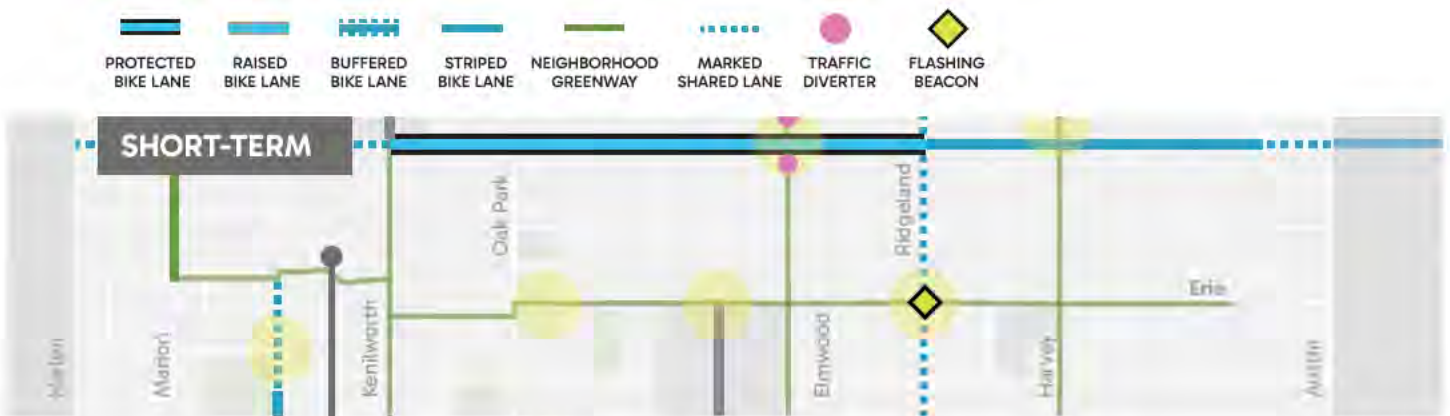 PROTECTED
BIKE LANE
RAISED
BIKE LANE
BUFFERED
BIKE LANE
STRIPED
BIKE LANE
NEIGHBORHOOD
GREENWAY
MARKED
SHARED LANE
TRAFFIC
DIVERTER
FLASHING
BEACON
SHORT-TERM
Marion
Kenilworth
Oak Park
Elmwood
Ridgeland
Harvey
Erie
Austin